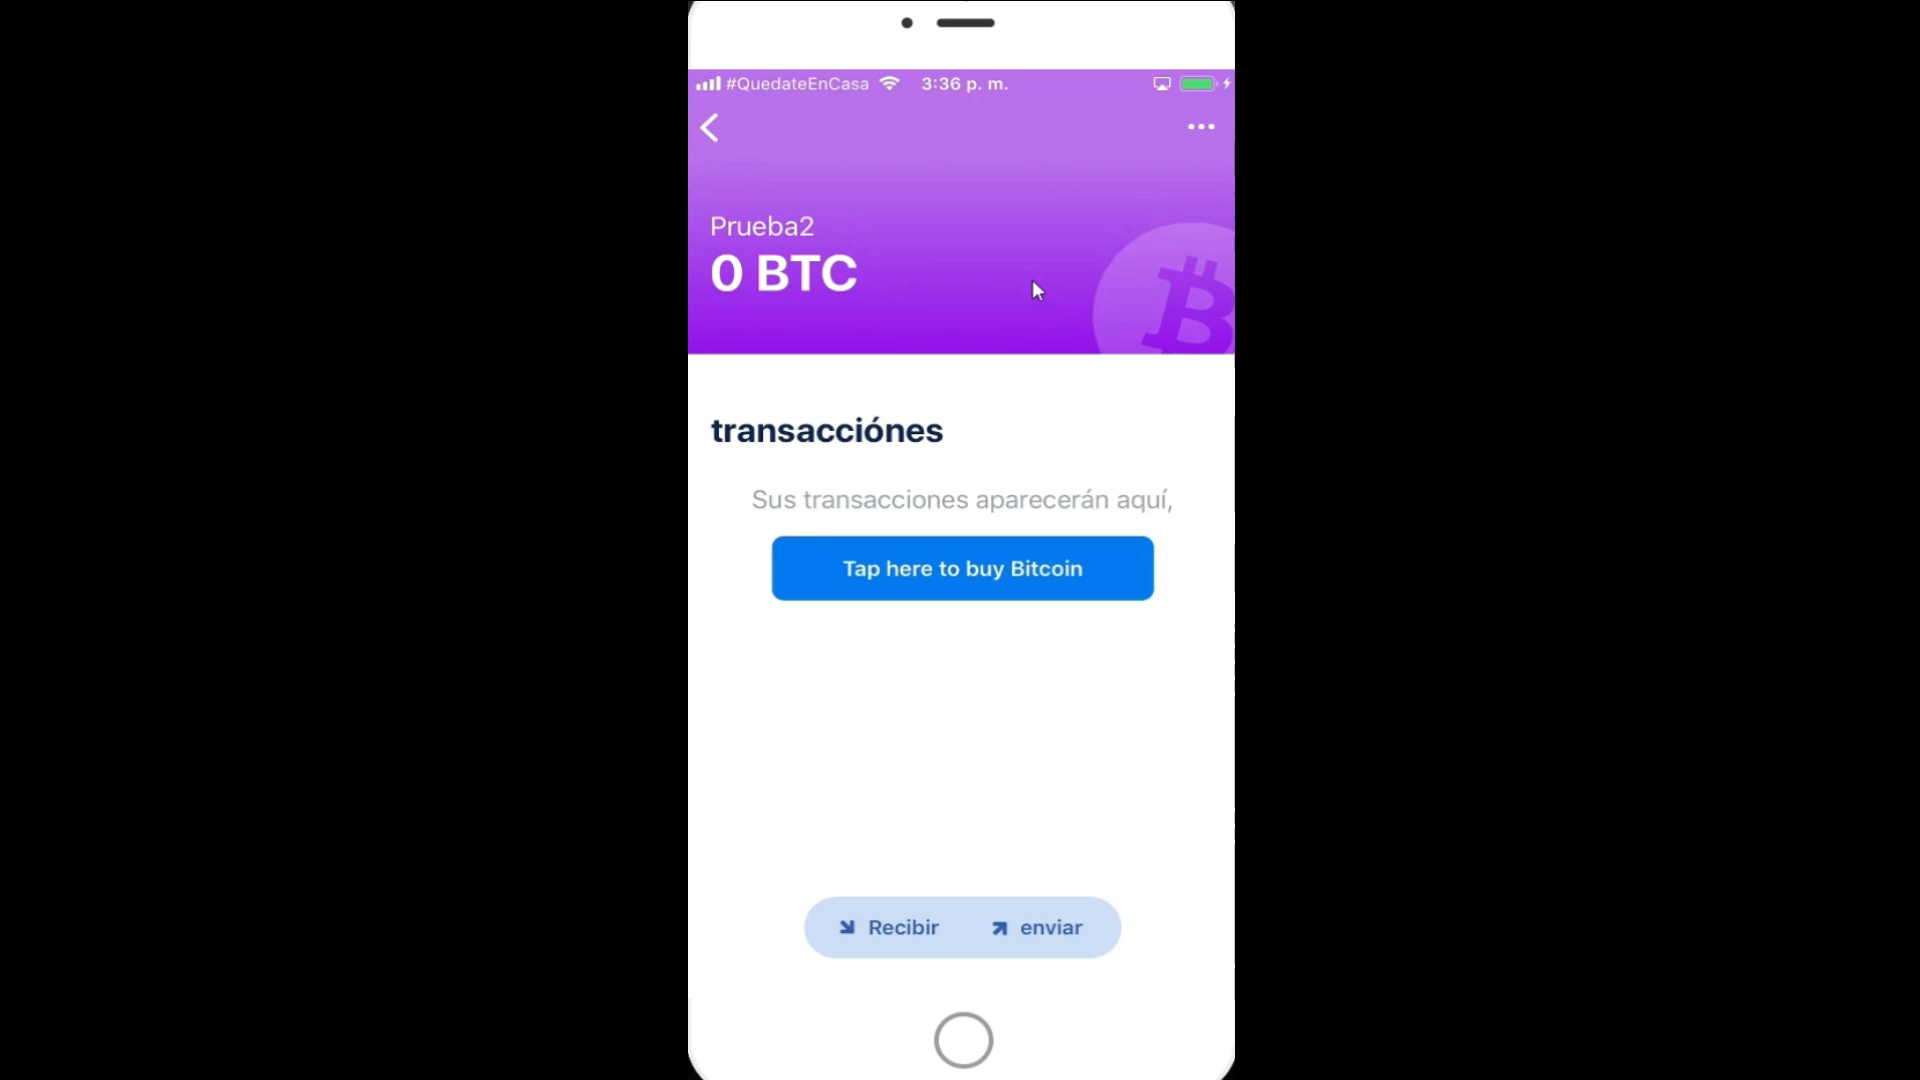 #QuedateEnCasa 3:36 p. m.
Prueba2
0 BTC
transacciónes
Sus transacciones aparecerán aquí,
Tap here to buy Bitcoin
Recibir enviar